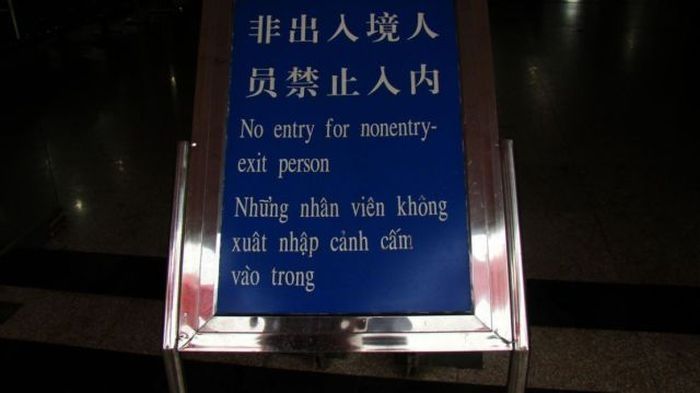 非出入境人
员禁止入内
No entry for nonentry-
exit person
Những nhân viên không
xuât nhập cảnh cấm
vào trong